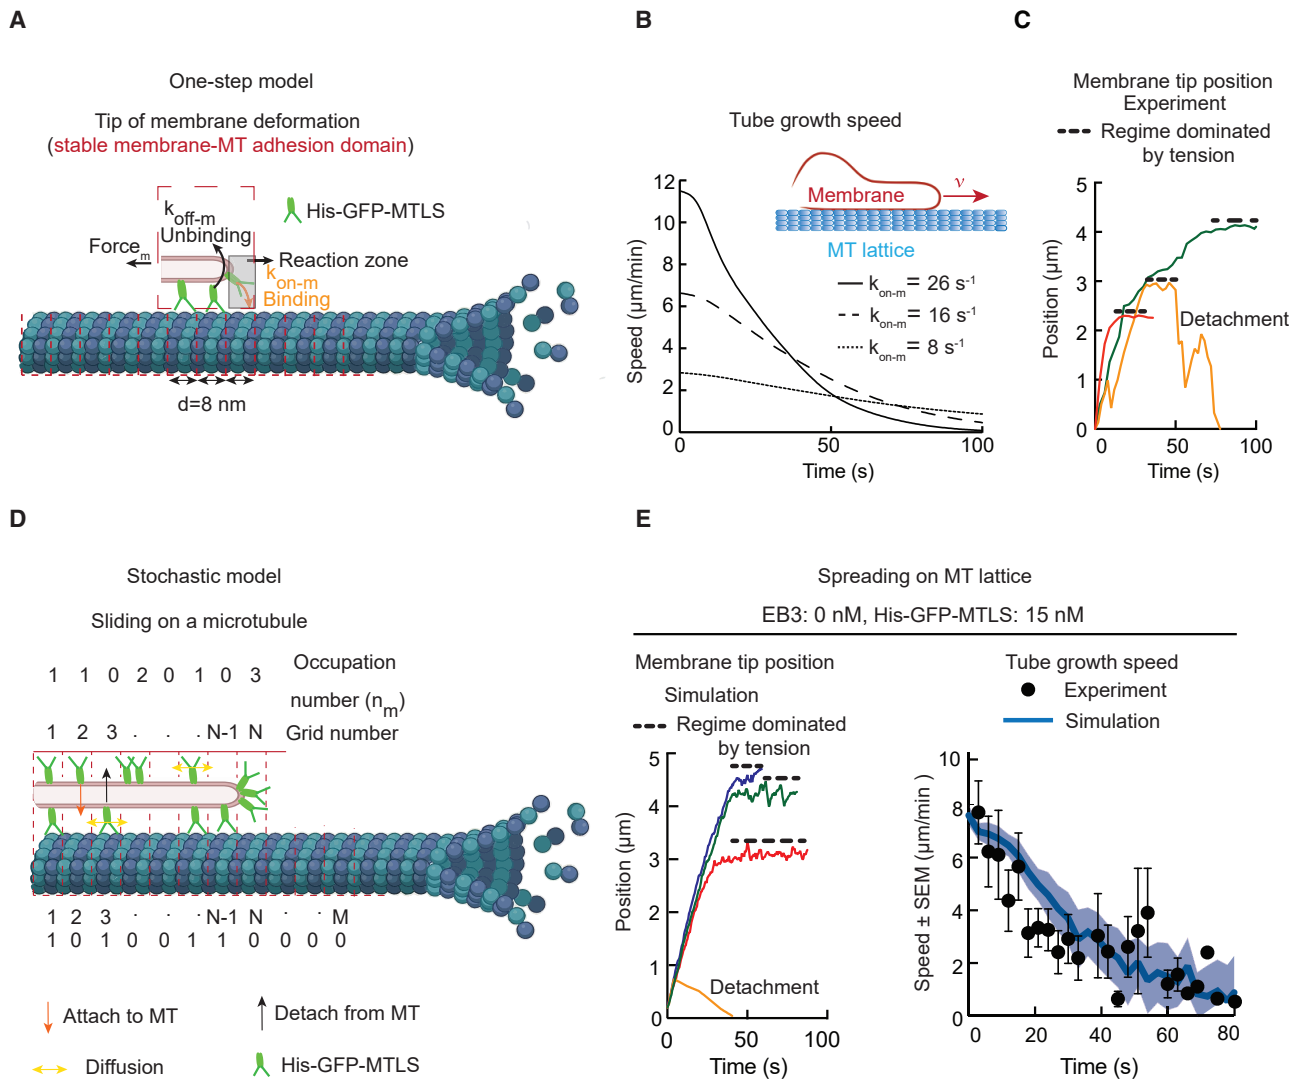 A
One-step model
Tip of membrane deformation
(stable membrane-MT adhesion domain)
koff-m
Unbinding
His-GFP-MTLS
Forcem
Reaction zone
kon-m
Binding
d=8 nm
B
Tube growth speed
Membrane
v
MT lattice
kon-m = 26 s-1
kon-m = 16 s-1
kon-m = 8 s-1
Speed (μm/min)
12
10
8
6
4
2
0
0 50 100
Time (s)
C
Membrane tip position
Experiment
Regime dominated
by tension
Position (μm)
5
4
3
2
1
0
Detachment
0 50 100
Time (s)
D
Stochastic model
Sliding on a microtubule
1 1 0 2 0 1 0 3
Occupation
number (nm)
1 2 3 . . . N-1 N Grid number
1 2 3 . . . N-1 N . . M
1 0 1 0 0 1 1 0 0 0 0
Attach to MT
Detach from MT
Diffusion
His-GFP-MTLS
E
Spreading on MT lattice
EB3: 0 nM, His-GFP-MTLS: 15 nM
Membrane tip position
Simulation
Regime dominated
by tension
Position (μm)
5
4
3
2
1
0
Detachment
0 50 100
Time (s)
Tube growth speed
Experiment
Simulation
Speed ± SEM (μm/min)
10
8
6
4
2
0
0 20 40 60 80
Time (s)